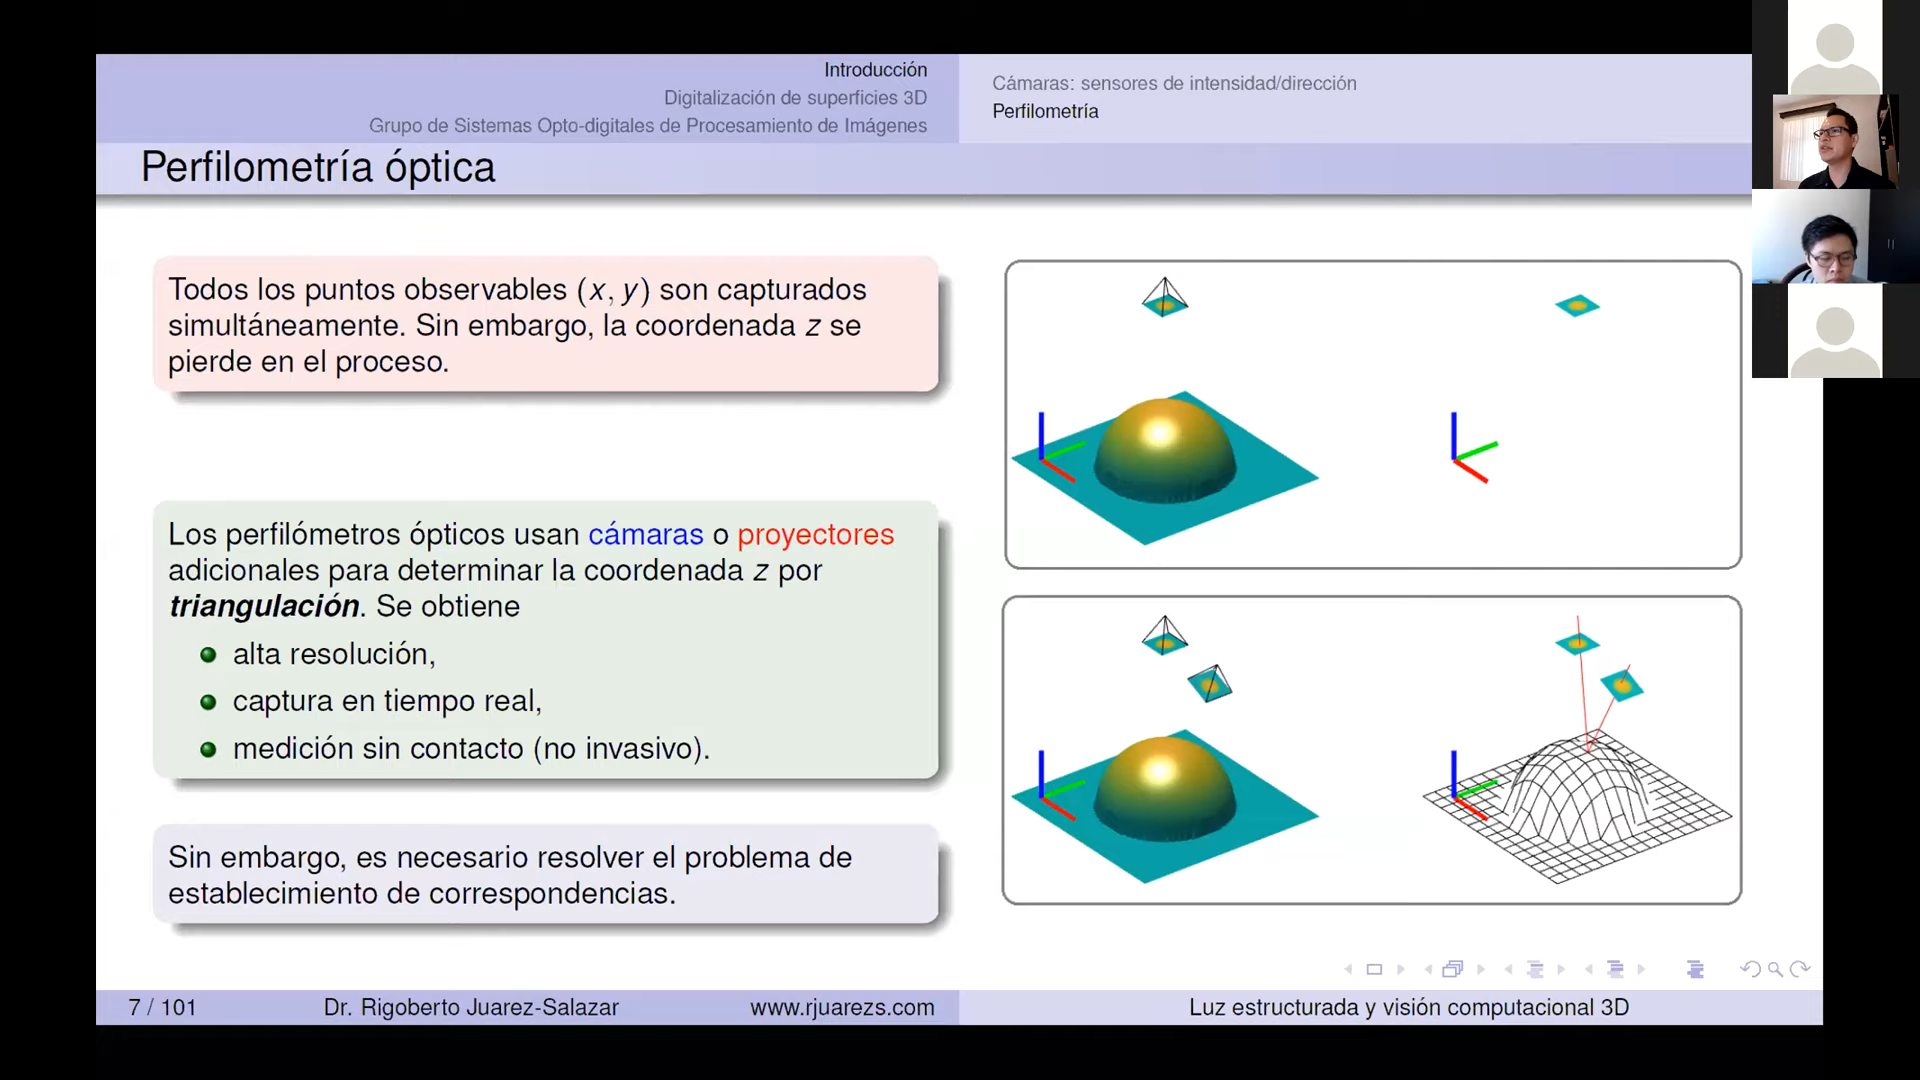 Introducción
Digitalización de superficies 3D
Grupo de Sistemas Opto-digitales de Procesamiento de Imágenes
Cámaras: sensores de intensidad/dirección
Perfilometría
Perfilometría óptica
Todos los puntos observables (x, y) son capturados
simultáneamente. Sin embargo, la coordenada z se
pierde en el proceso.
Los perfilómetros ópticos usan cámaras o proyectores
adicionales para determinar la coordenada z por
triangulación. Se obtiene
alta resolución,
captura en tiempo real,
medición sin contacto (no invasivo).
Sin embargo, es necesario resolver el problema de
establecimiento de correspondencias.
7 / 101
Dr. Rigoberto Juarez-Salazar
www.rjuarezs.com
Luz estructurada y visión computacional 3D